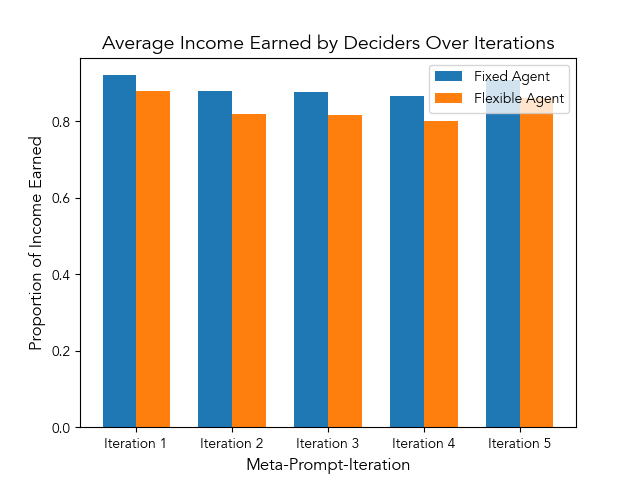 Average Income Earned by Deciders Over Iterations
Fixed Agent
Flexible Agent
Proportion of Income Earned
0.8
0.6
0.4
0.2
0.0
Iteration 1
Iteration 2
Iteration 3
Iteration 4
Iteration 5
Meta-Prompt-Iteration